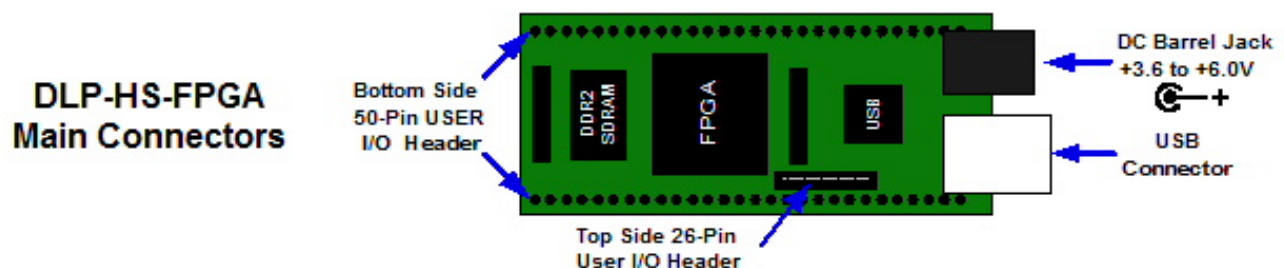 DLP-HS-FPGA
Main Connectors
Bottom Side
50-Pin USER
I/O Header
DDR2
SDRAM
FPGA
USB
DC Barrel Jack
+3.6 to +6.0V
+
USB
Connector
Top Side 26-Pin
User I/O Header